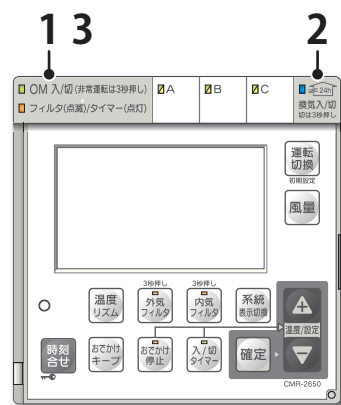 1 3
2
OM 入/切(非常運転は3秒押し)
フィルタ(点滅)/タイマー(点灯)
A
B
C
24h
換気入/切
切は3秒押し
運転
切換
初期設定
風量
温度
リズム
3秒押し
外気
フィルタ
3秒押し
内気
フィルタ
系統
表示切換
温度/設定
時刻
合せ
おでかけ
キープ
おでかけ
停止
入/切
タイマー
確定
CMR-2650